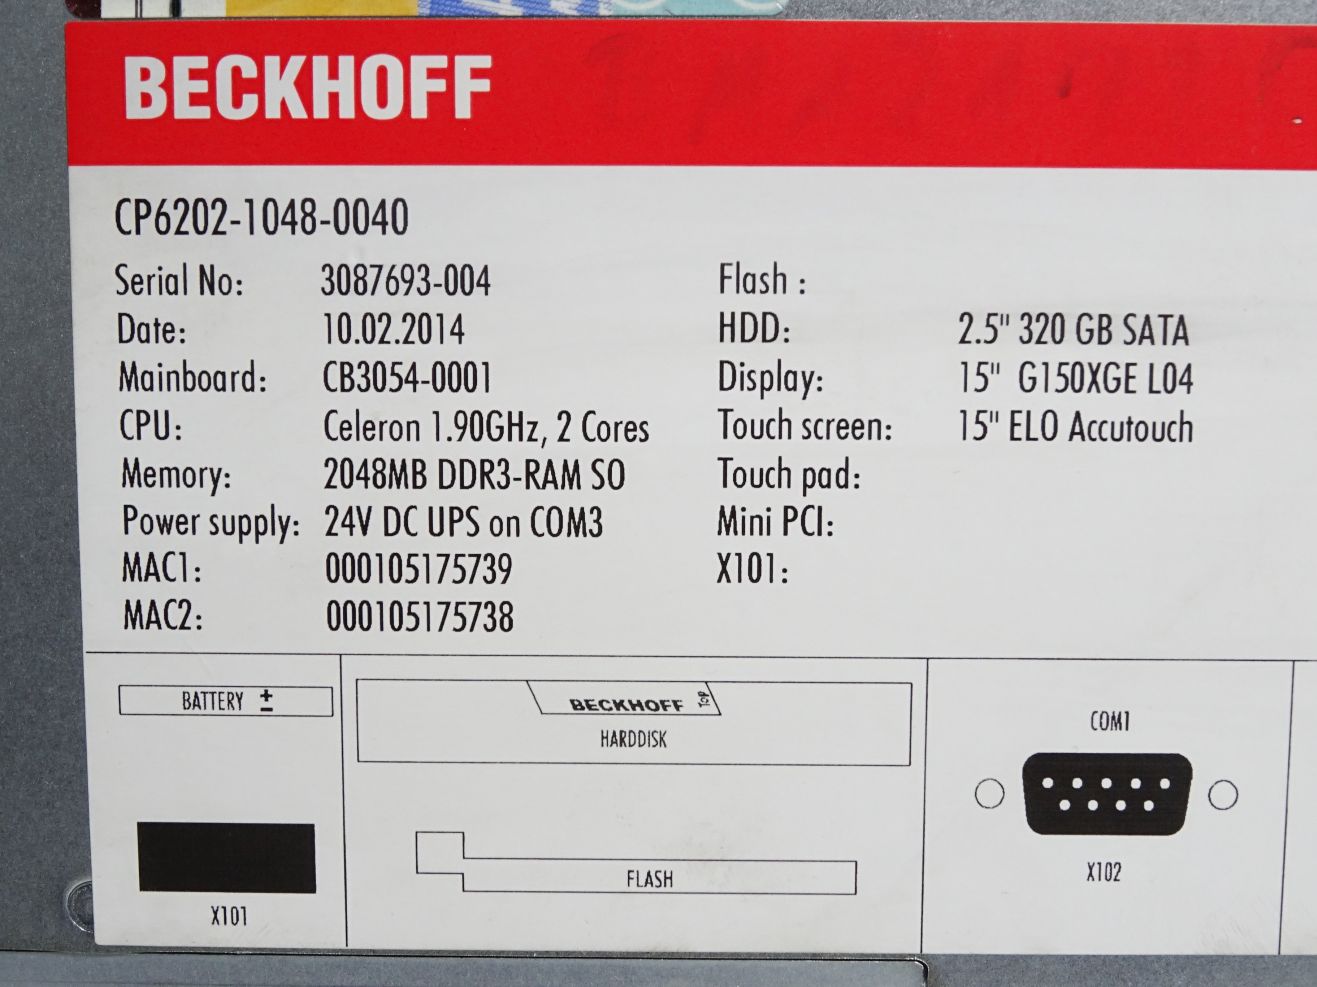 BECKHOFF
CP6202-1048-0040
Serial No: 3087693-004 Flash :
Date: 10.02.2014 HDD: 2.5" 320 GB SATA
Mainboard: CB3054-0001 Display: 15" G150XGE L04
CPU: Celeron 1.90GHz, 2 Cores Touch screen: 15" ELO Accutouch
Memory: 2048MB DDR3-RAM SO Touch pad:
Power supply: 24V DC UPS on COM3 Mini PCI:
MAC1: 000105175739 X101:
MAC2: 000105175738
BATTERY ±
BECKHOFF TOP
HARDDISK
COM1
FLASH
X102
X101